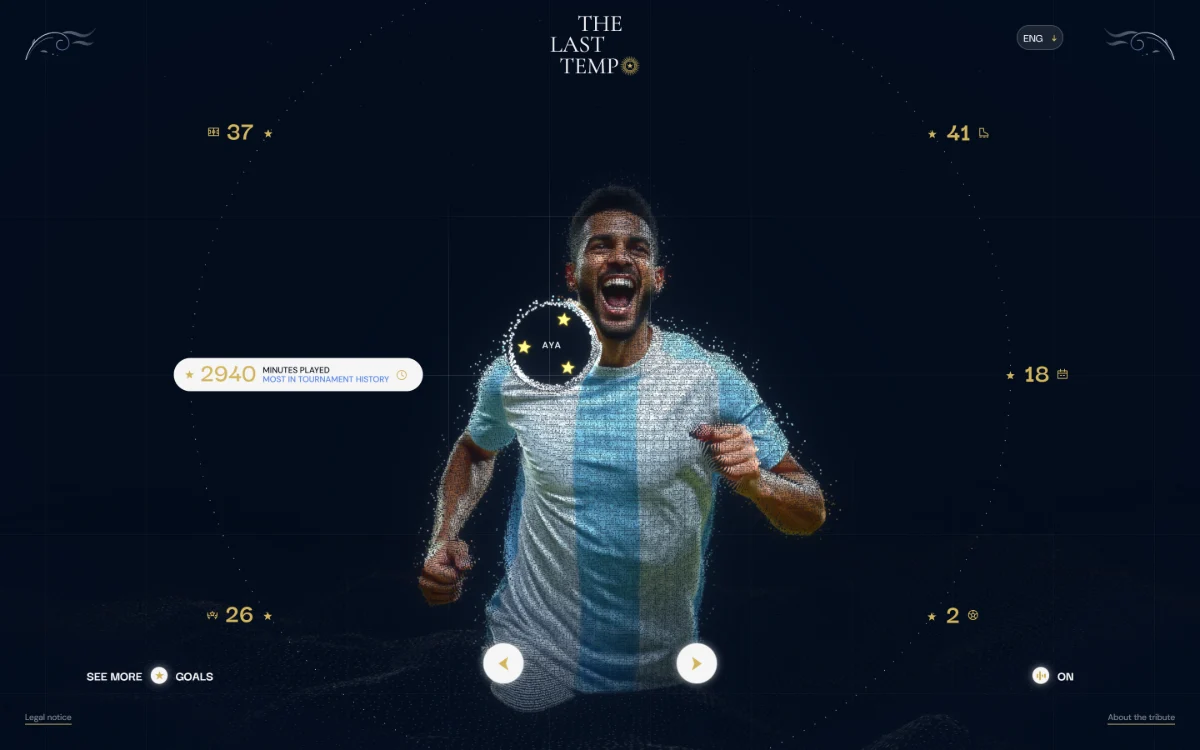 THE
LAST
TEMP
ENG
37
41
AYA
2940 MINUTES PLAYED
MOST IN TOURNAMENT HISTORY
18
26
2
SEE MORE GOALS
ON
Legal notice
About the tribute